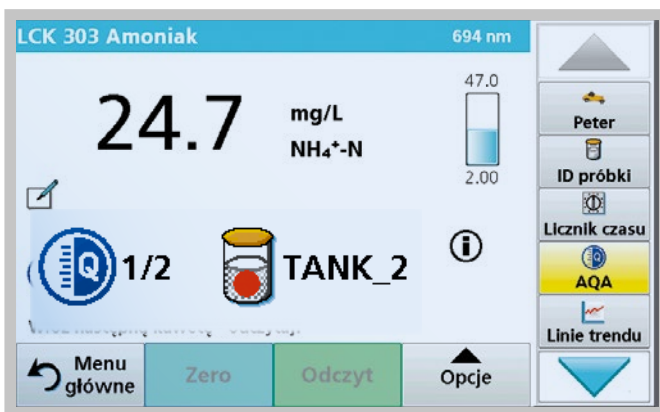 LCK 303 Amoniak 694 nm
47.0
24.7 mg/L
NH₄⁺-N
2.00
1/2 TANK_2
Menu główne
Zero
Odczyt
Opcje
Peter
ID próbki
Licznik czasu
AQA
Linie trendu